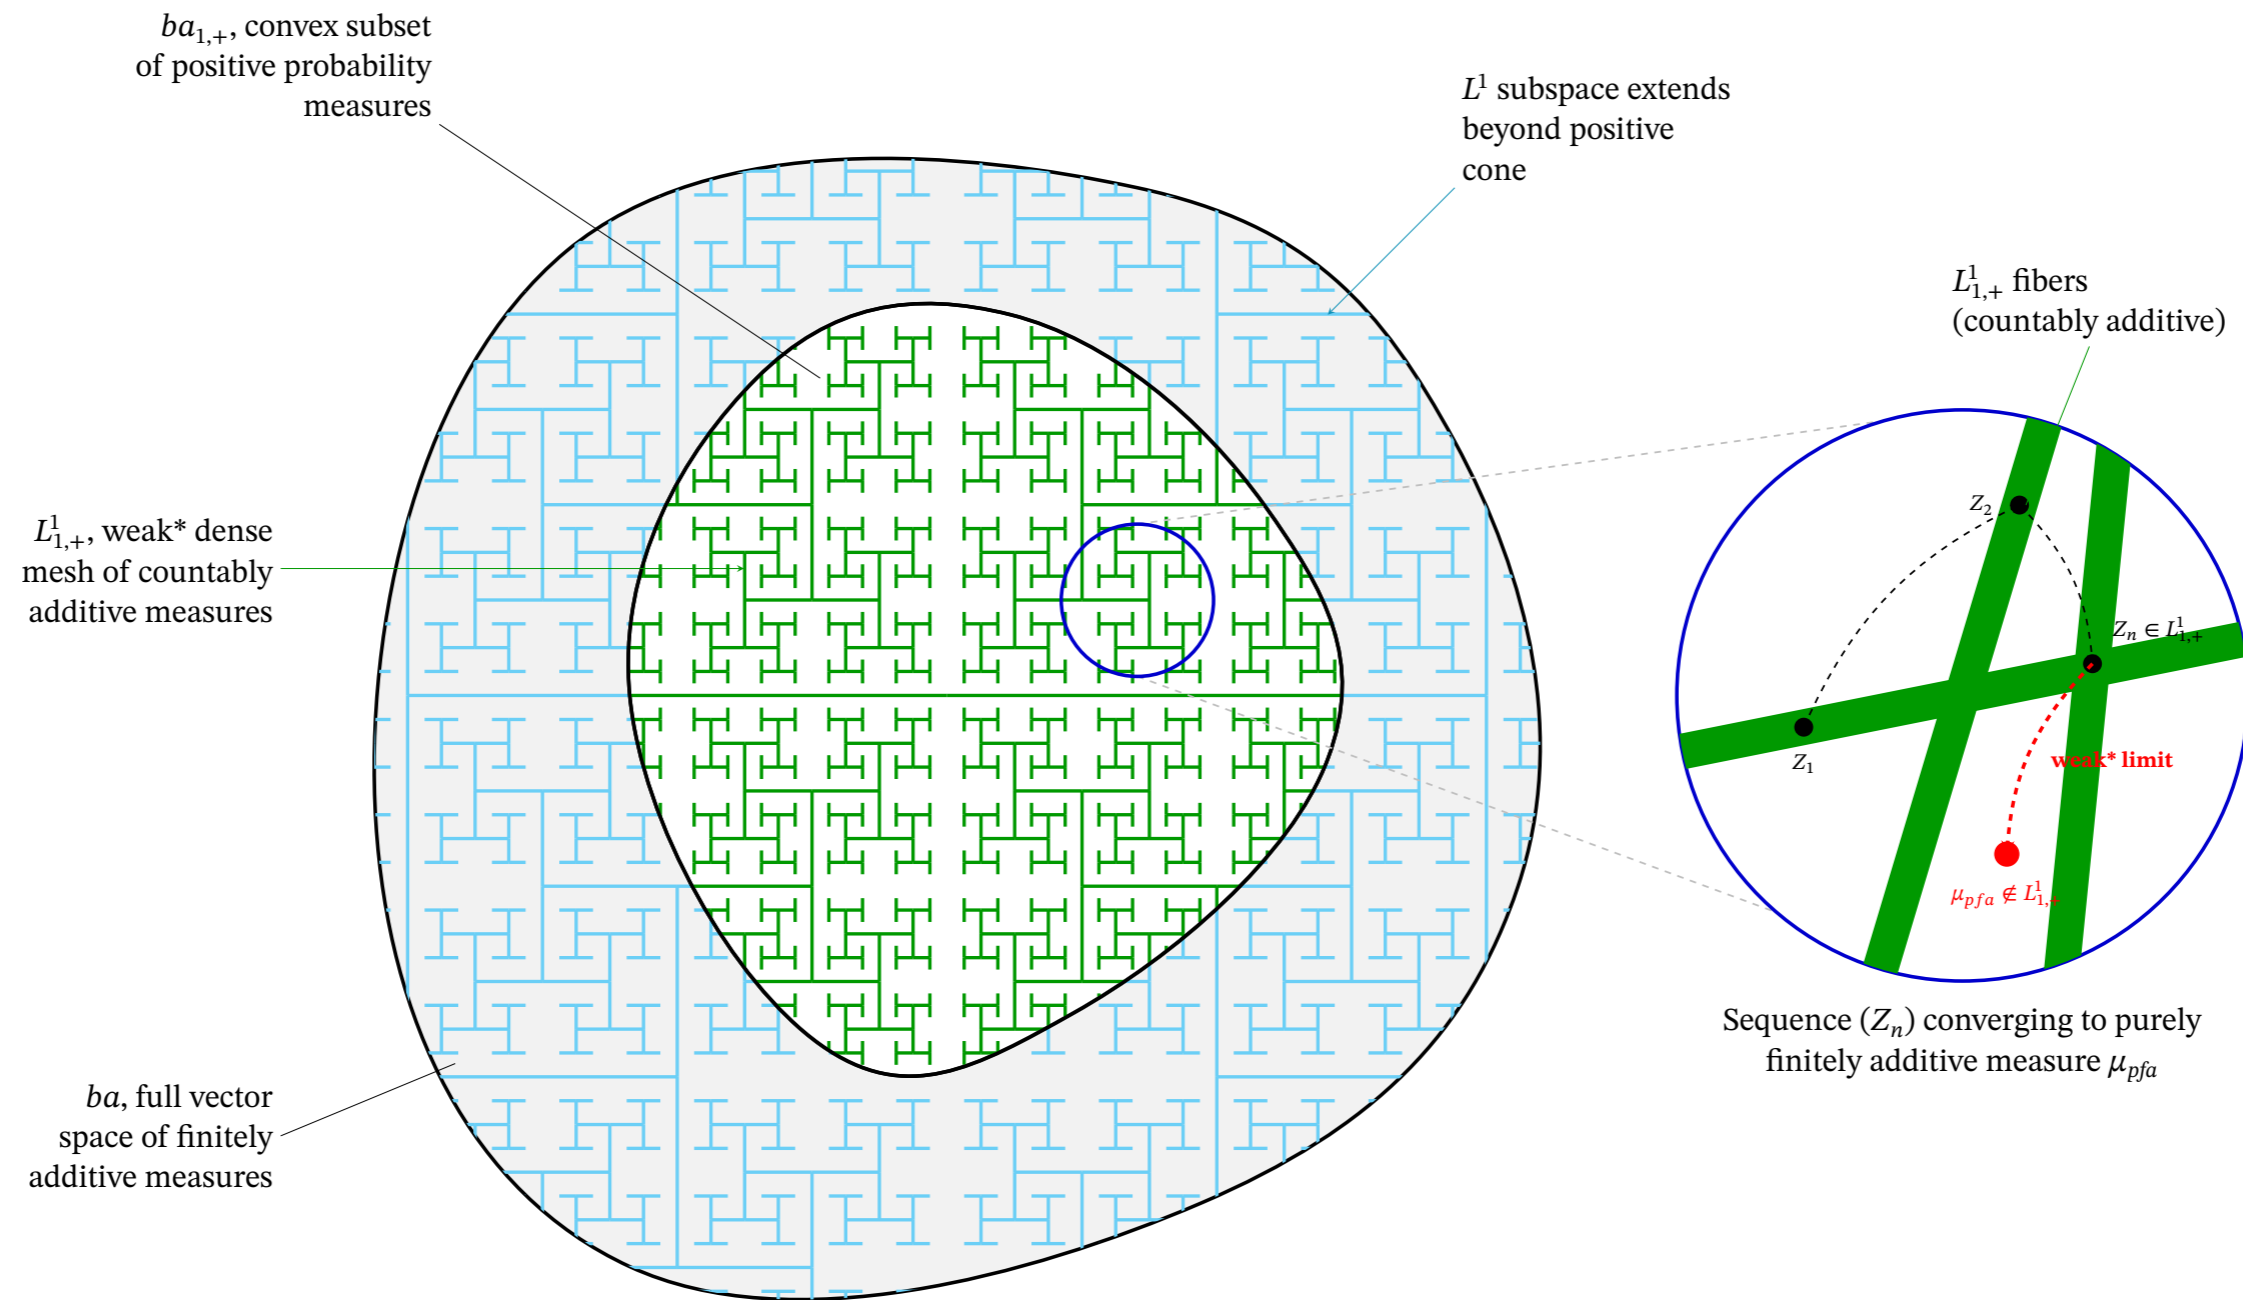 ba₁,₊, convex subset
of positive probability
measures
L¹ subspace extends
beyond positive
cone
L¹₁,₊ fibers
(countably additive)
L¹₁,₊, weak* dense
mesh of countably
additive measures
Z₂
Zₙ ∈ L¹₁,₊
Z₁
weak* limit
μ_pfa ∉ L¹₁,₊
Sequence (Zₙ) converging to purely
finitely additive measure μ_pfa
ba, full vector
space of finitely
additive measures